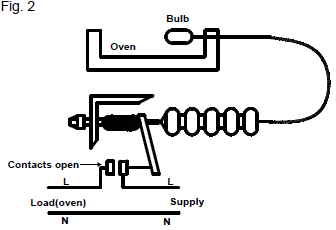 Fig. 2
Bulb
Oven
Contacts open
L L
Load(oven) Supply
N N